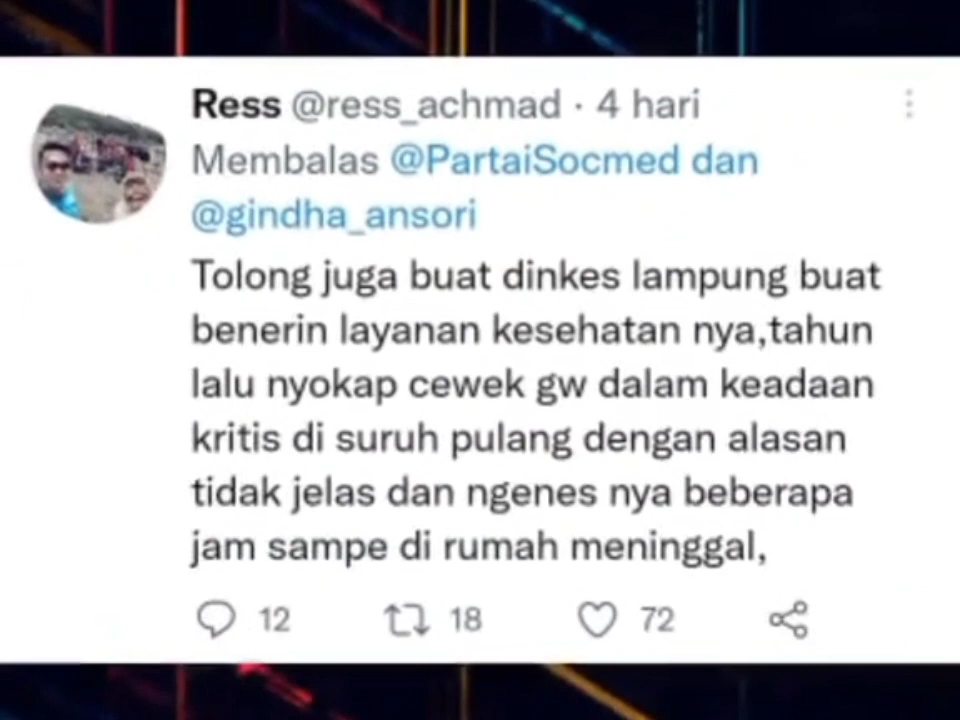 Ress @ress_achmad · 4 hari
Membalas @PartaiSocmed dan
@gindha_ansori
Tolong juga buat dinkes lampung buat
benerin layanan kesehatan nya,tahun
lalu nyokap cewek gw dalam keadaan
kritis di suruh pulang dengan alasan
tidak jelas dan ngenes nya beberapa
jam sampe di rumah meninggal,
12 18 72